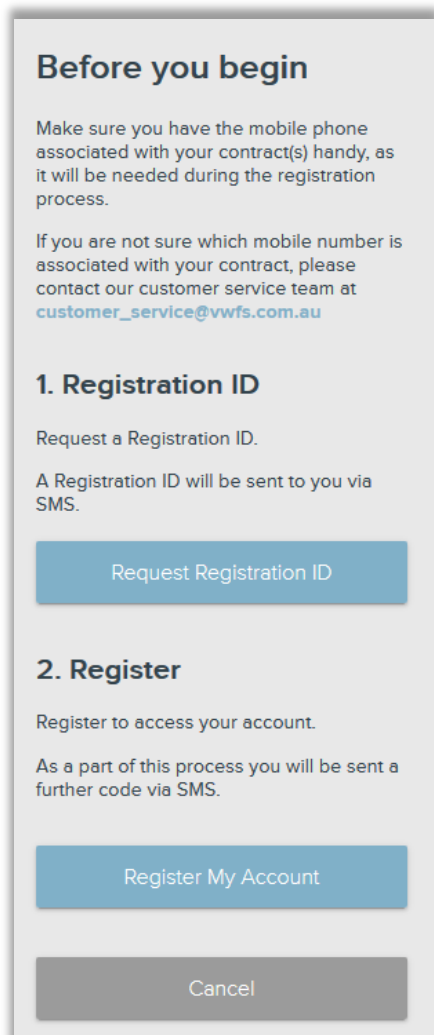 Before you begin
Make sure you have the mobile phone
associated with your contract(s) handy, as
it will be needed during the registration
process.
If you are not sure which mobile number is
associated with your contract, please
contact our customer service team at
customer_service@vwfs.com.au
1. Registration ID
Request a Registration ID.
A Registration ID will be sent to you via
SMS.
Request Registration ID
2. Register
Register to access your account.
As a part of this process you will be sent a
further code via SMS.
Register My Account
Cancel